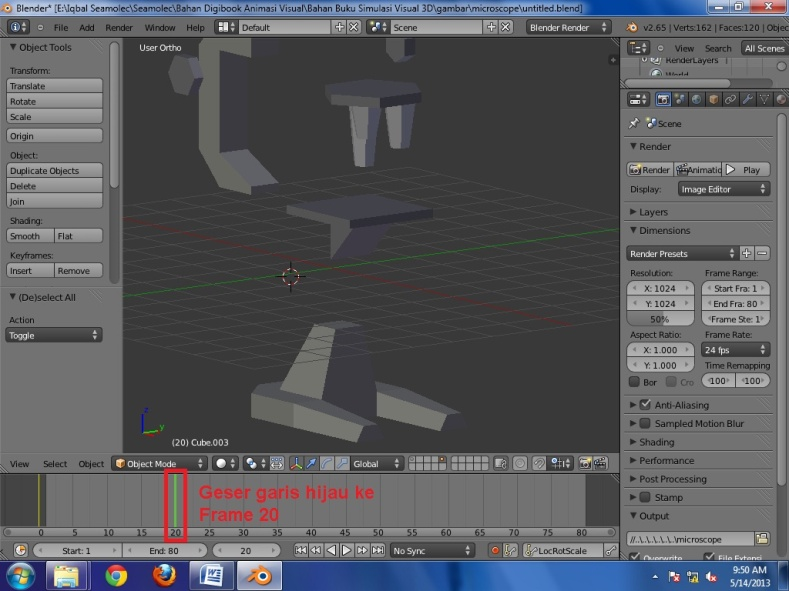 Blender* [E:\Iqbal Seamolec\Seamolec\Bahan Digibook Animasi Visual\Bahan Buku Simulasi Visual 3D\gambar\microscope\untitled.blend]
File Add Render Window Help Default Scene Blender Render v2.65 | Verts:162 | Faces:120 | Objec
Object Tools
Transform:
Translate
Rotate
Scale
Origin
Object:
Duplicate Objects
Delete
Join
Shading:
Smooth Flat
Keyframes:
Insert Remove
(De)select All
Action
Toggle
User Ortho
z
y
(20) Cube.003
View Search All Scenes
RenderLayers
World
Scene
Render
Render Animatic Play
Display: Image Editor
Layers
Dimensions
Render Presets
Resolution: Frame Range:
X: 1024 Start Fra: 1
Y: 1024 End Fra: 80
50% Frame Ste: 1
Aspect Ratio: Frame Rate:
X: 1.000 24 fps
Y: 1.000 Time Remapping
Bor Cro 100 100
Anti-Aliasing
Sampled Motion Blur
Shading
Performance
Post Processing
Stamp
Output
//..\..\..\..\..\..\microscope
Overwrite File Extensi
View Select Object Object Mode Global
Geser garis hijau ke
Frame 20
0 5 10 15 20 25 30 35 40 45 50 55 60 65 70 75 80
Start: 1 End: 80 20 No Sync LocRotScale
9:50 AM
5/14/2013